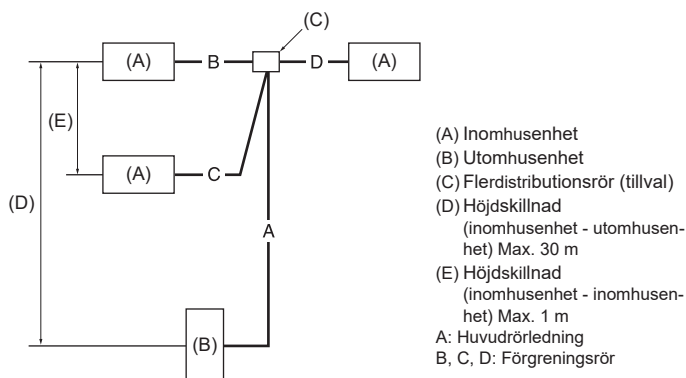 (C)
(A)
B
D
(A)
(E)
(A)
C
(D)
A
(B)
(A) Inomhusenhet
(B) Utomhusenhet
(C) Flerdistributionsrör (tillval)
(D) Höjdskillnad
(inomhusenhet - utomhusen-
het) Max. 30 m
(E) Höjdskillnad
(inomhusenhet - inomhusen-
het) Max. 1 m
A: Huvudrörledning
B, C, D: Förgreningsrör